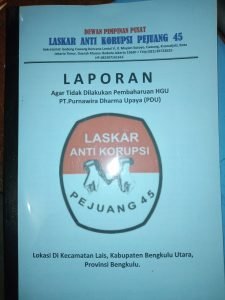 DEWAN PIMPINAN PUSAT
LASKAR ANTI KORUPSI PEJUANG 45
LAPORAN
Agar Tidak Dilakukan Pembaharuan HGU
PT.Purnawira Dharma Upaya (PDU)
LASKAR
ANTI KORUPSI
PEJUANG 45
Lokasi Di Kecamatan Lais, Kabupaten Bengkulu Utara,
Provinsi Bengkulu.